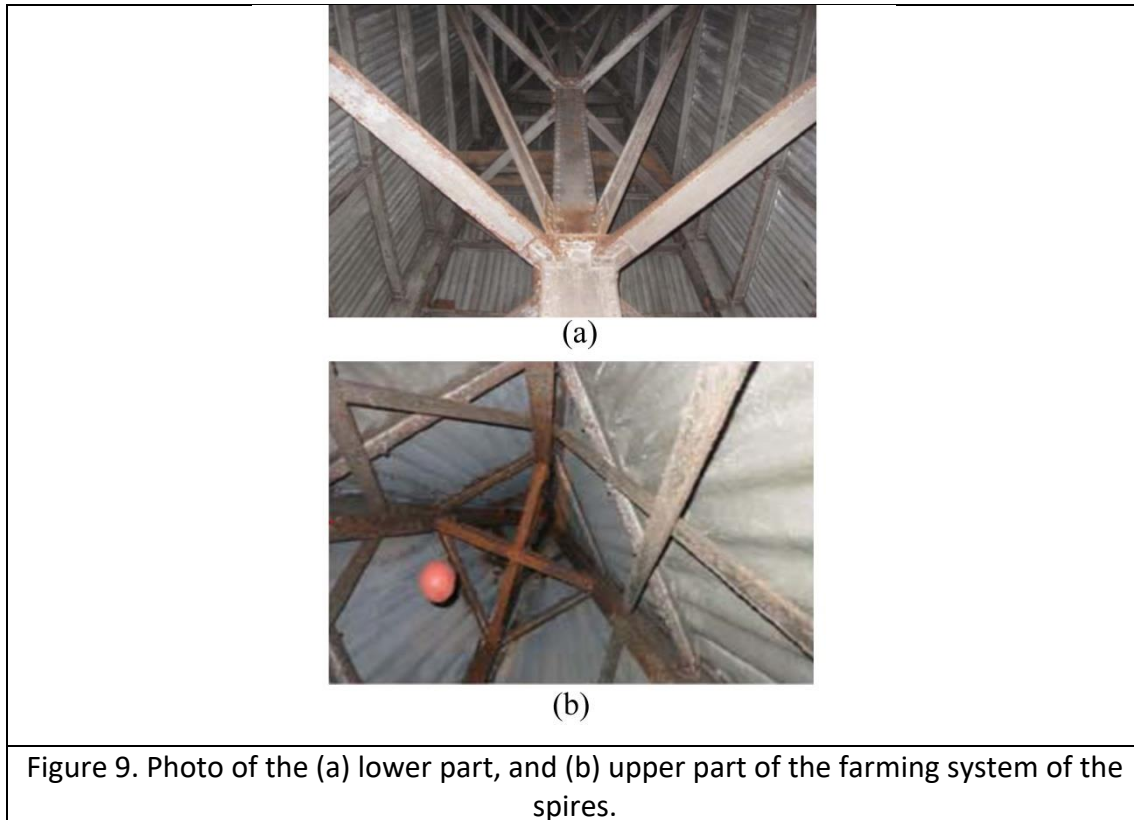 (a)
(b)
Figure 9. Photo of the (a) lower part, and (b) upper part of the farming system of the
spires.